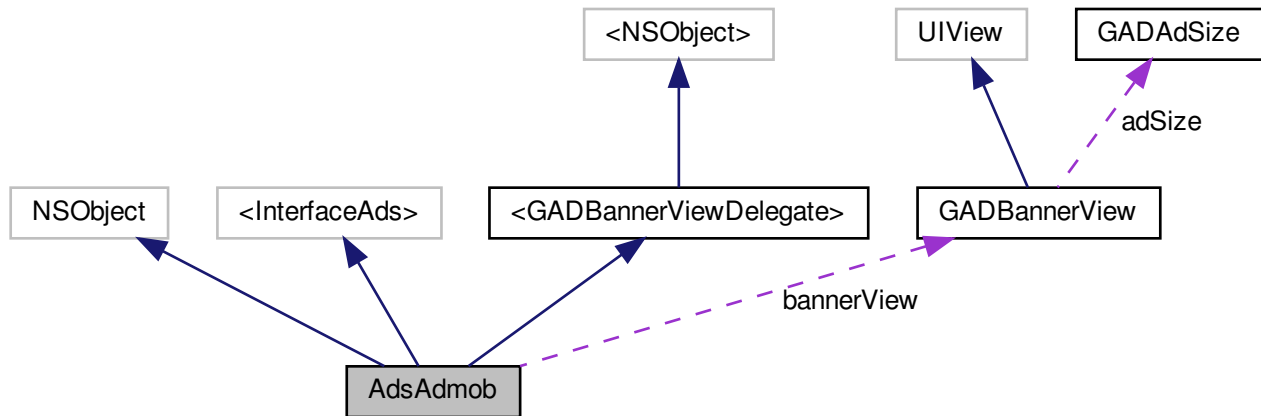 <NSObject>
UIView
GADAdSize
adSize
NSObject
<InterfaceAds>
<GADBannerViewDelegate>
GADBannerView
bannerView
AdsAdmob